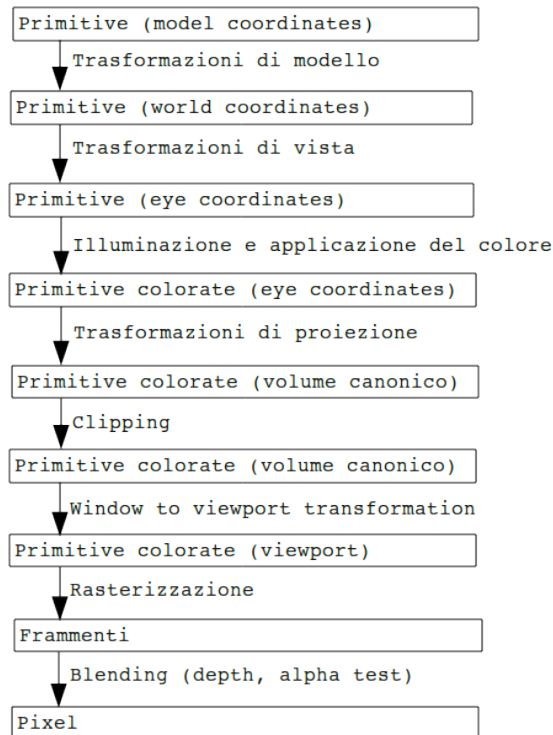 Primitive (model coordinates)
Trasformazioni di modello
Primitive (world coordinates)
Trasformazioni di vista
Primitive (eye coordinates)
Illuminazione e applicazione del colore
Primitive colorate (eye coordinates)
Trasformazioni di proiezione
Primitive colorate (volume canonico)
Clipping
Primitive colorate (volume canonico)
Window to viewport transformation
Primitive colorate (viewport)
Rasterizzazione
Frammenti
Blending (depth, alpha test)
Pixel